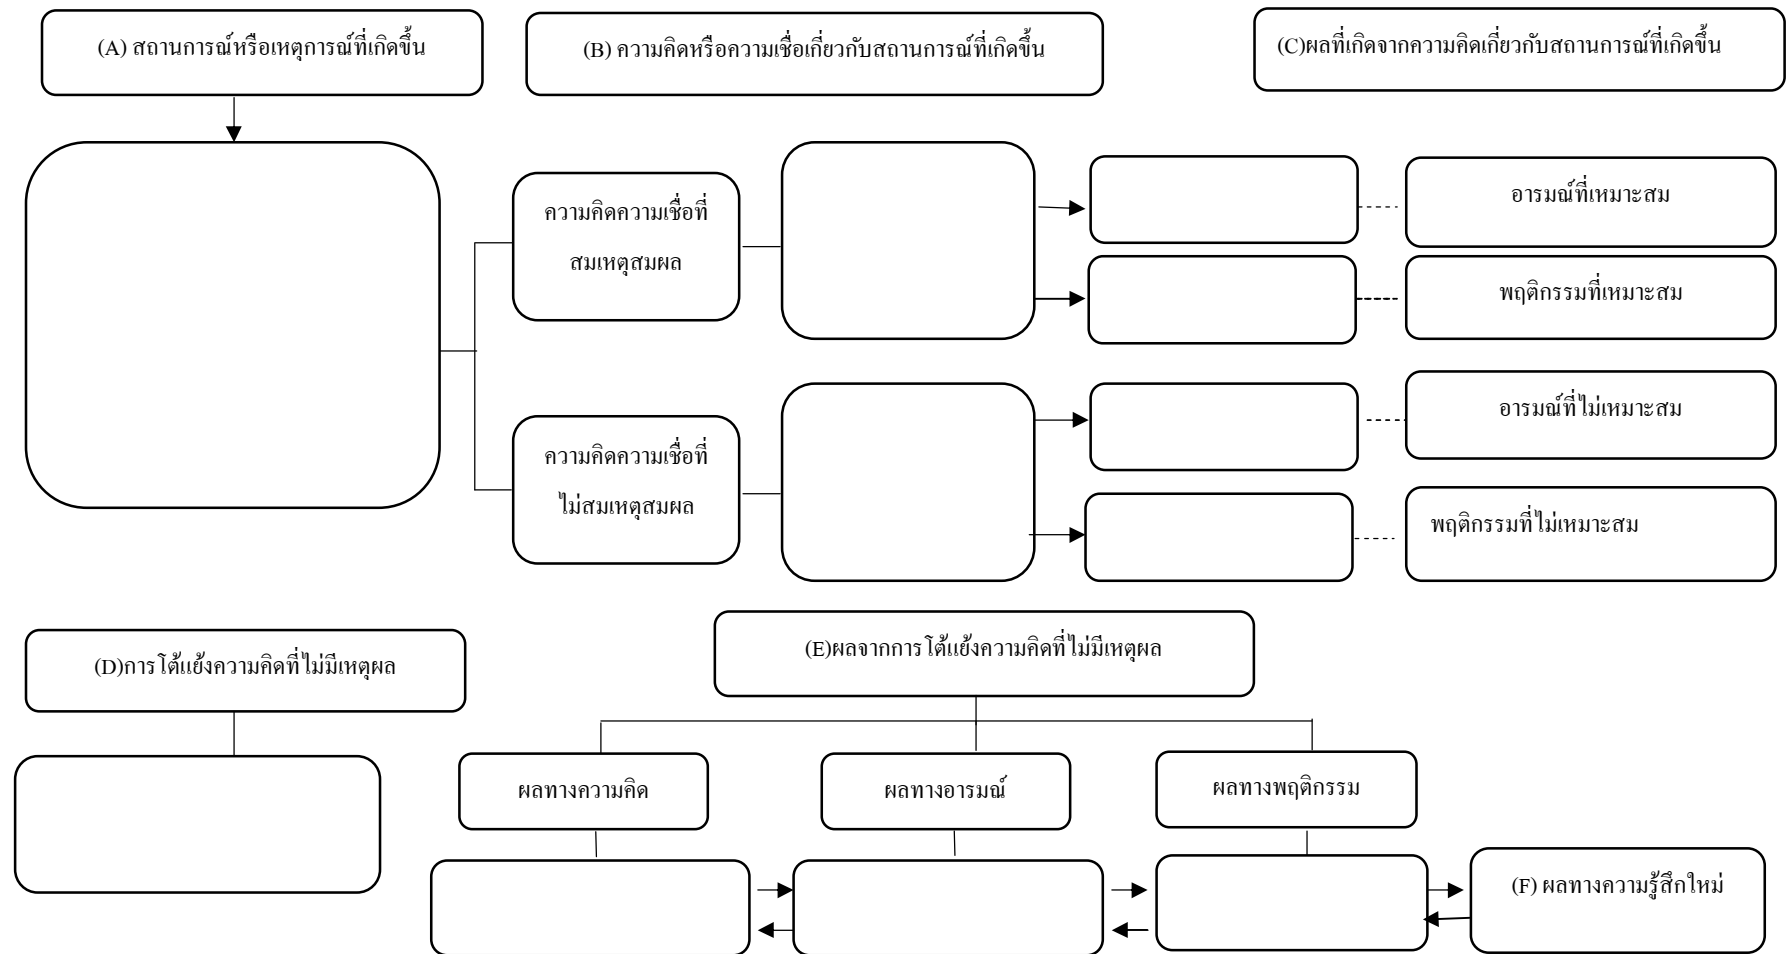 (A) สถานการณ์หรือเหตุการณ์ที่เกิดขึ้น
(B) ความคิดหรือความเชื่อเกี่ยวกับสถานการณ์ที่เกิดขึ้น
(C)ผลที่เกิดจากความคิดเกี่ยวกับสถานการณ์ที่เกิดขึ้น
ความคิดความเชื่อที่
สมเหตุสมผล
อารมณ์ที่เหมาะสม
พฤติกรรมที่เหมาะสม
ความคิดความเชื่อที่
ไม่สมเหตุสมผล
อารมณ์ที่ไม่เหมาะสม
พฤติกรรมที่ไม่เหมาะสม
(D)การโต้แย้งความคิดที่ไม่มีเหตุผล
(E)ผลจากการโต้แย้งความคิดที่ไม่มีเหตุผล
ผลทางความคิด
ผลทางอารมณ์
ผลทางพฤติกรรม
(F) ผลทางความรู้สึกใหม่